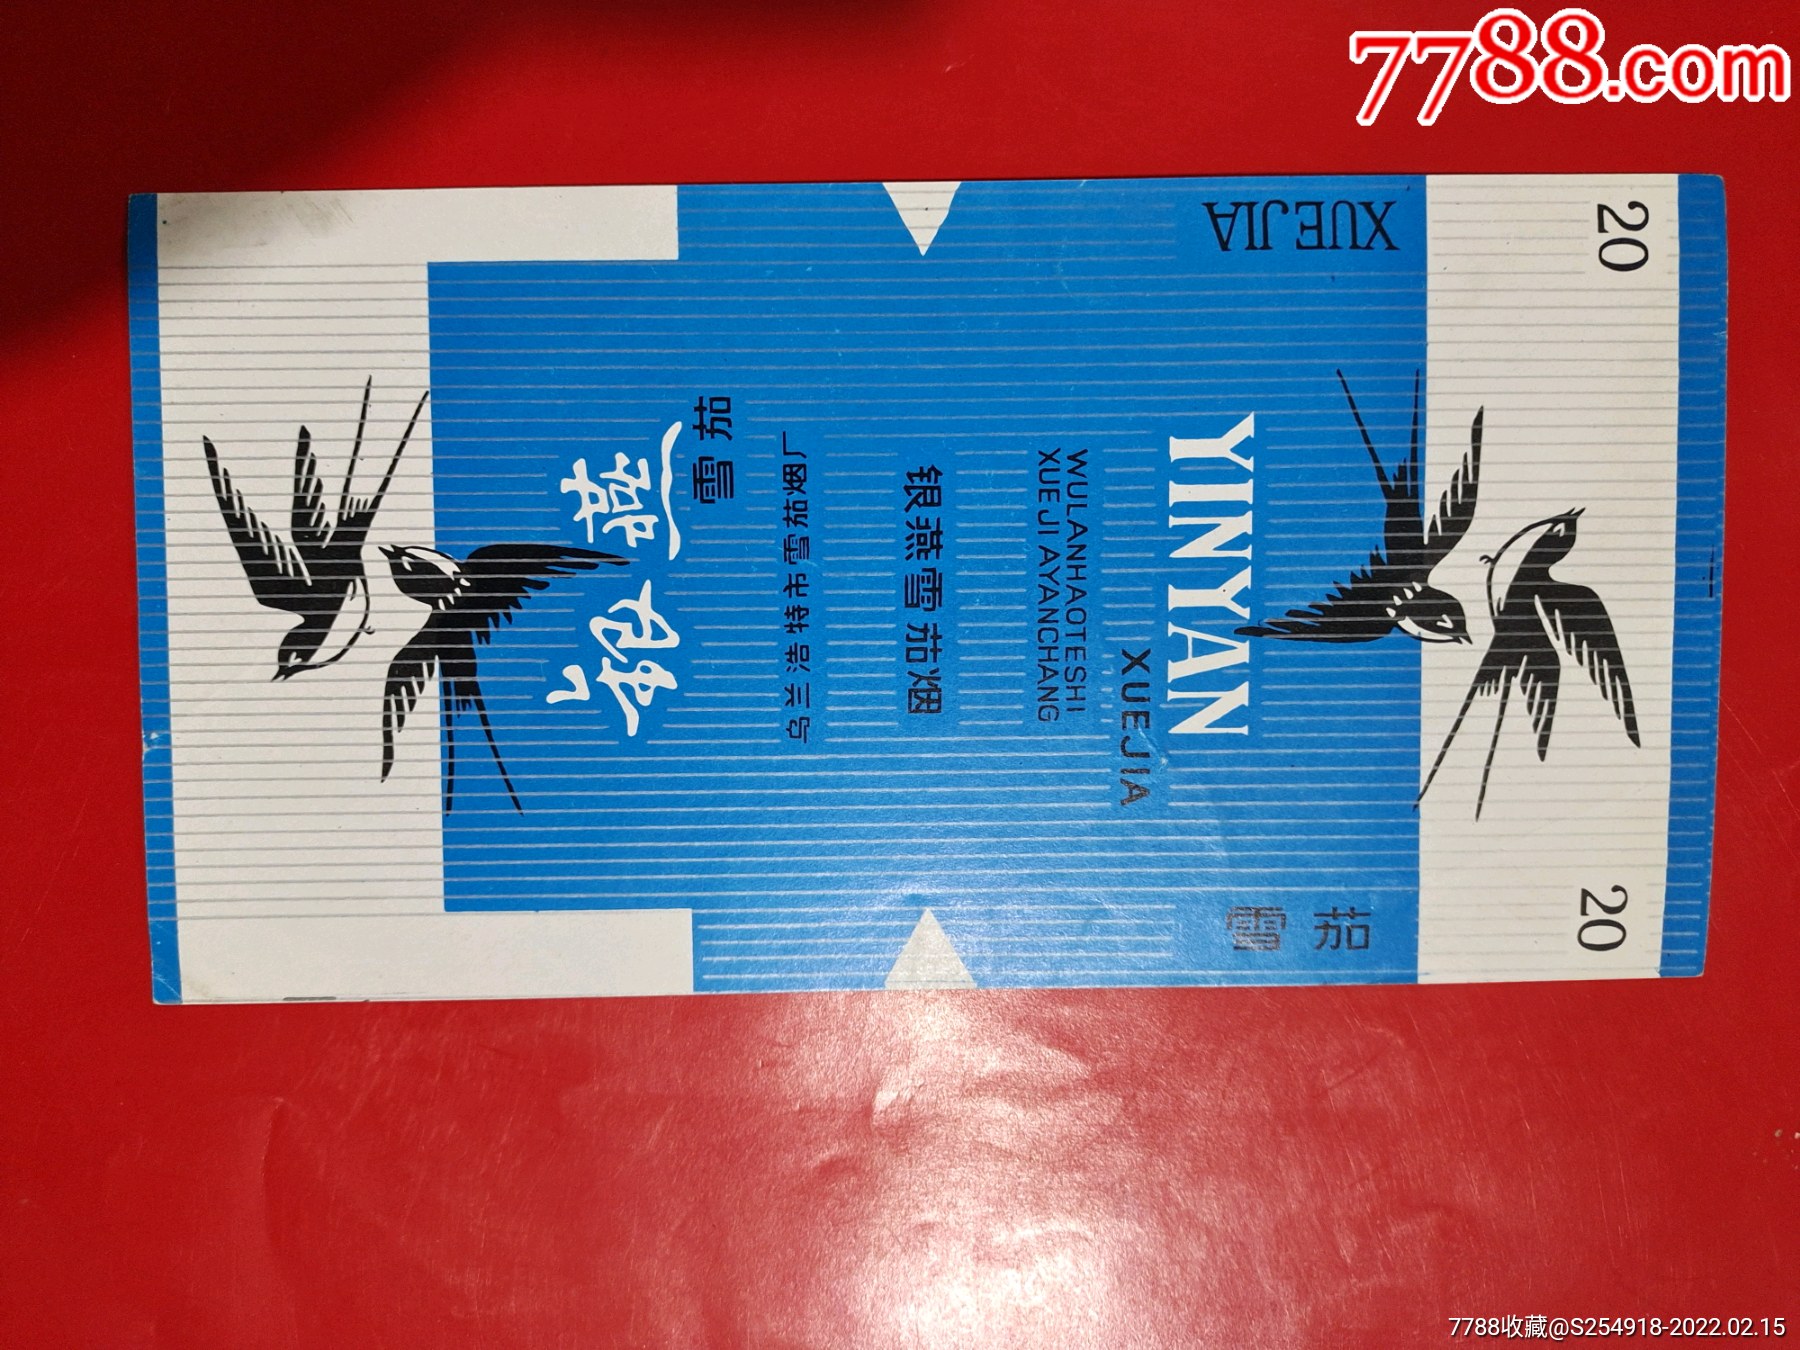 7788.com
XUEJIA
20
银燕
雪茄
乌兰浩特市雪茄烟厂
银燕雪茄烟
WULANHAOTESHI
XUEJI AYANCHANG
YINYAN
XUEJIA
雪茄
20
7788收藏@S254918-2022.02.15